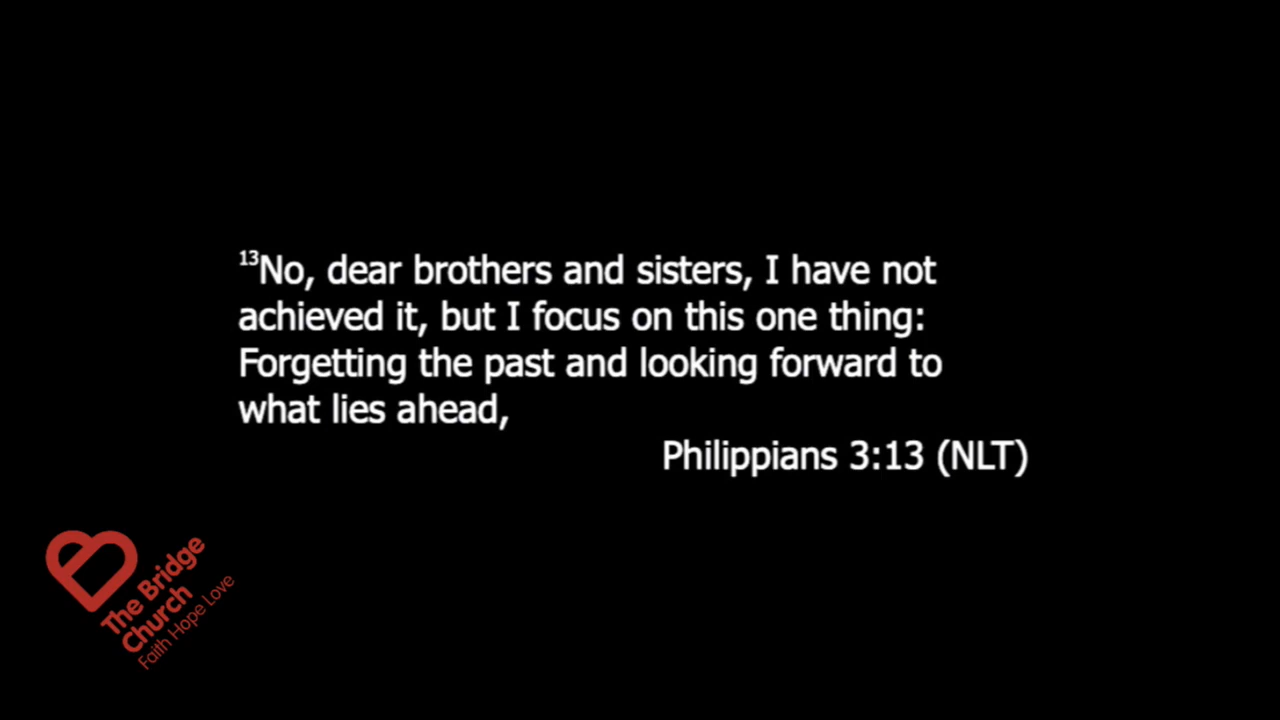 ¹³No, dear brothers and sisters, I have not
achieved it, but I focus on this one thing:
Forgetting the past and looking forward to
what lies ahead,
Philippians 3:13 (NLT)
The Bridge
Church
Faith Hope Love